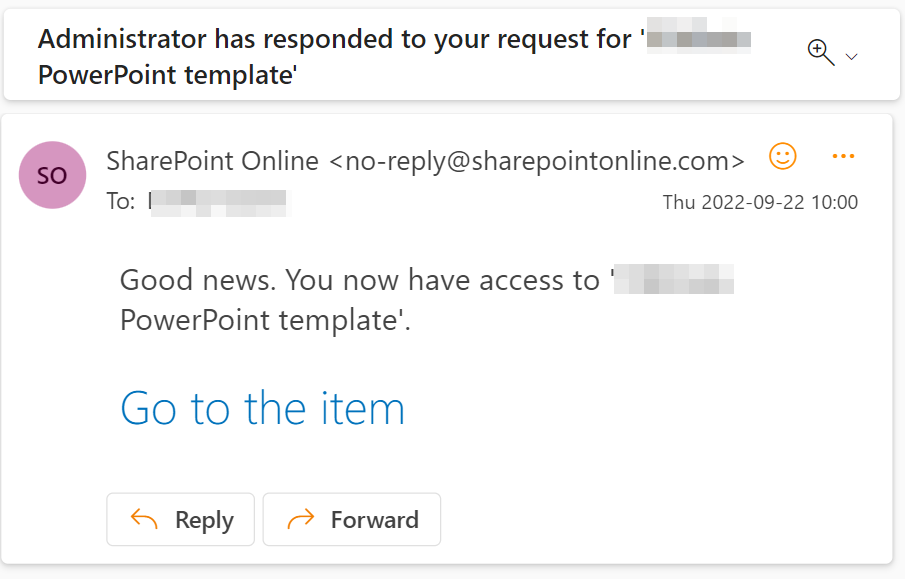 Administrator has responded to your request for '
PowerPoint template'
SO
SharePoint Online <no-reply@sharepointonline.com>
To:
Thu 2022-09-22 10:00
Good news. You now have access to '
PowerPoint template'.
Go to the item
Reply
Forward